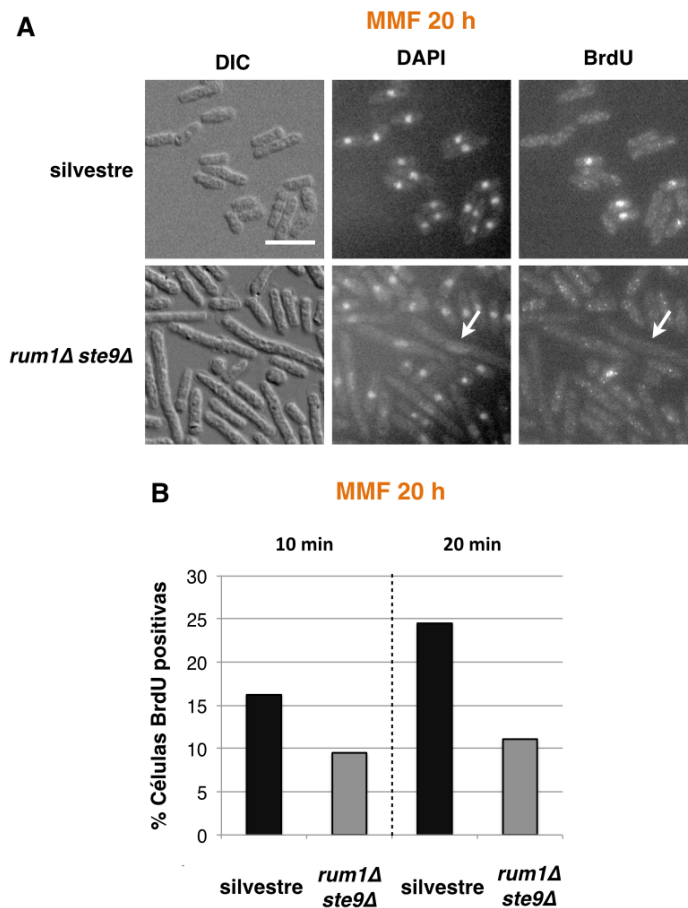 A
MMF 20 h
DIC
DAPI
BrdU
silvestre
rum1Δ ste9Δ
B
MMF 20 h
10 min
20 min
% Células BrdU positivas
30
25
20
15
10
5
0
silvestre
rum1Δ
ste9Δ
silvestre
rum1Δ
ste9Δ